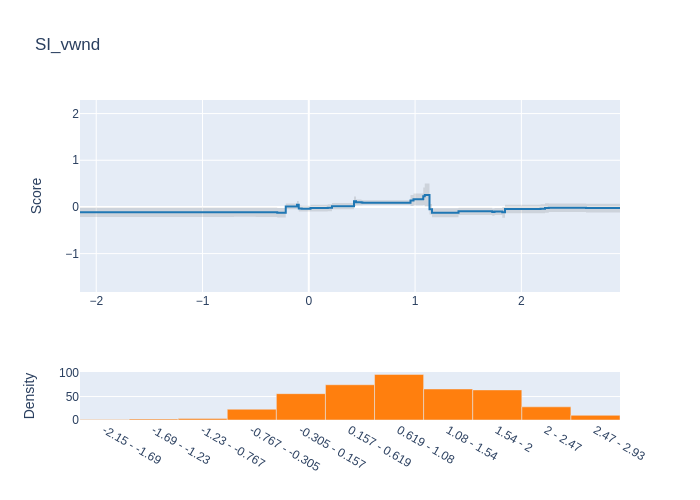 SI_vwnd
Score
2
1
0
−1
−2
−1
0
1
2
Density
100
50
0
-2.15 - -1.69
-1.69 - -1.23
-1.23 - -0.767
-0.767 - -0.305
-0.305 - 0.157
0.157 - 0.619
0.619 - 1.08
1.08 - 1.54
1.54 - 2
2 - 2.47
2.47 - 2.93